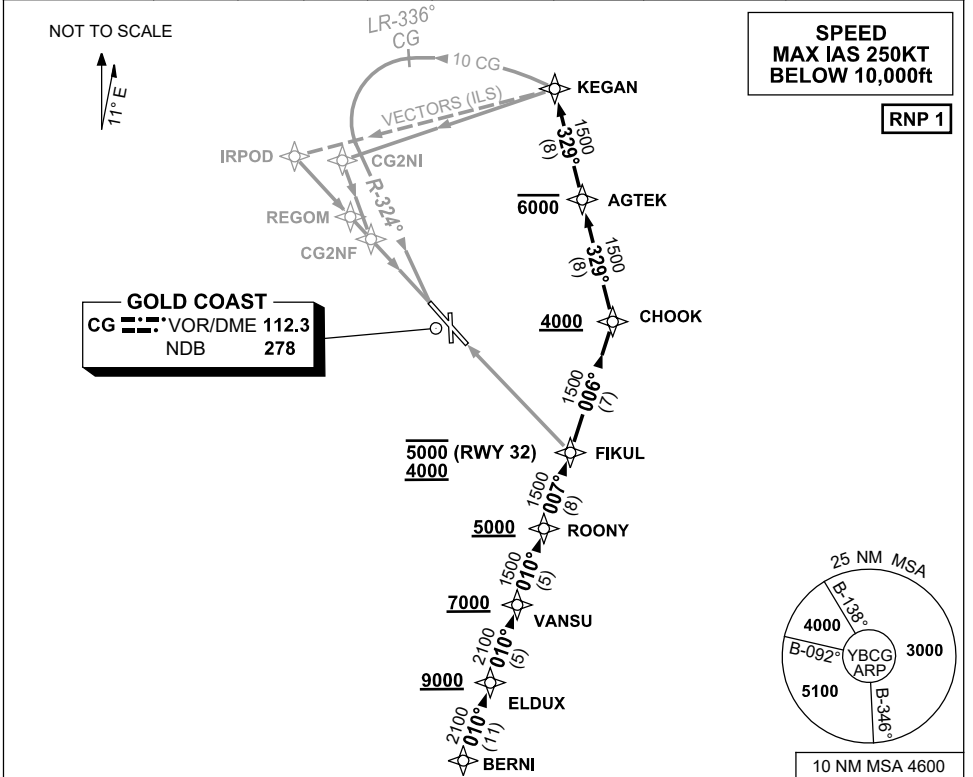 NOT TO SCALE
11° E
LR-336°
CG
10 CG
SPEED
MAX IAS 250KT
BELOW 10,000ft
RNP 1
KEGAN
VECTORS (ILS)
1500
329°
(8)
IRPOD
CG2NI
R-324°
6000
AGTEK
REGOM
CG2NF
1500
329°
(8)
GOLD COAST
CG VOR/DME 112.3
NDB 278
4000
CHOOK
1500
006°
(7)
5000 (RWY 32)
4000
FIKUL
1500
007°
(8)
5000
ROONY
1500
010°
(5)
7000
VANSU
2100
010°
(5)
9000
ELDUX
2100
010°
(11)
BERNI
25 NM MSA
B-138°
4000
B-092°
YBCG
ARP
3000
5100
B-346°
10 NM MSA 4600